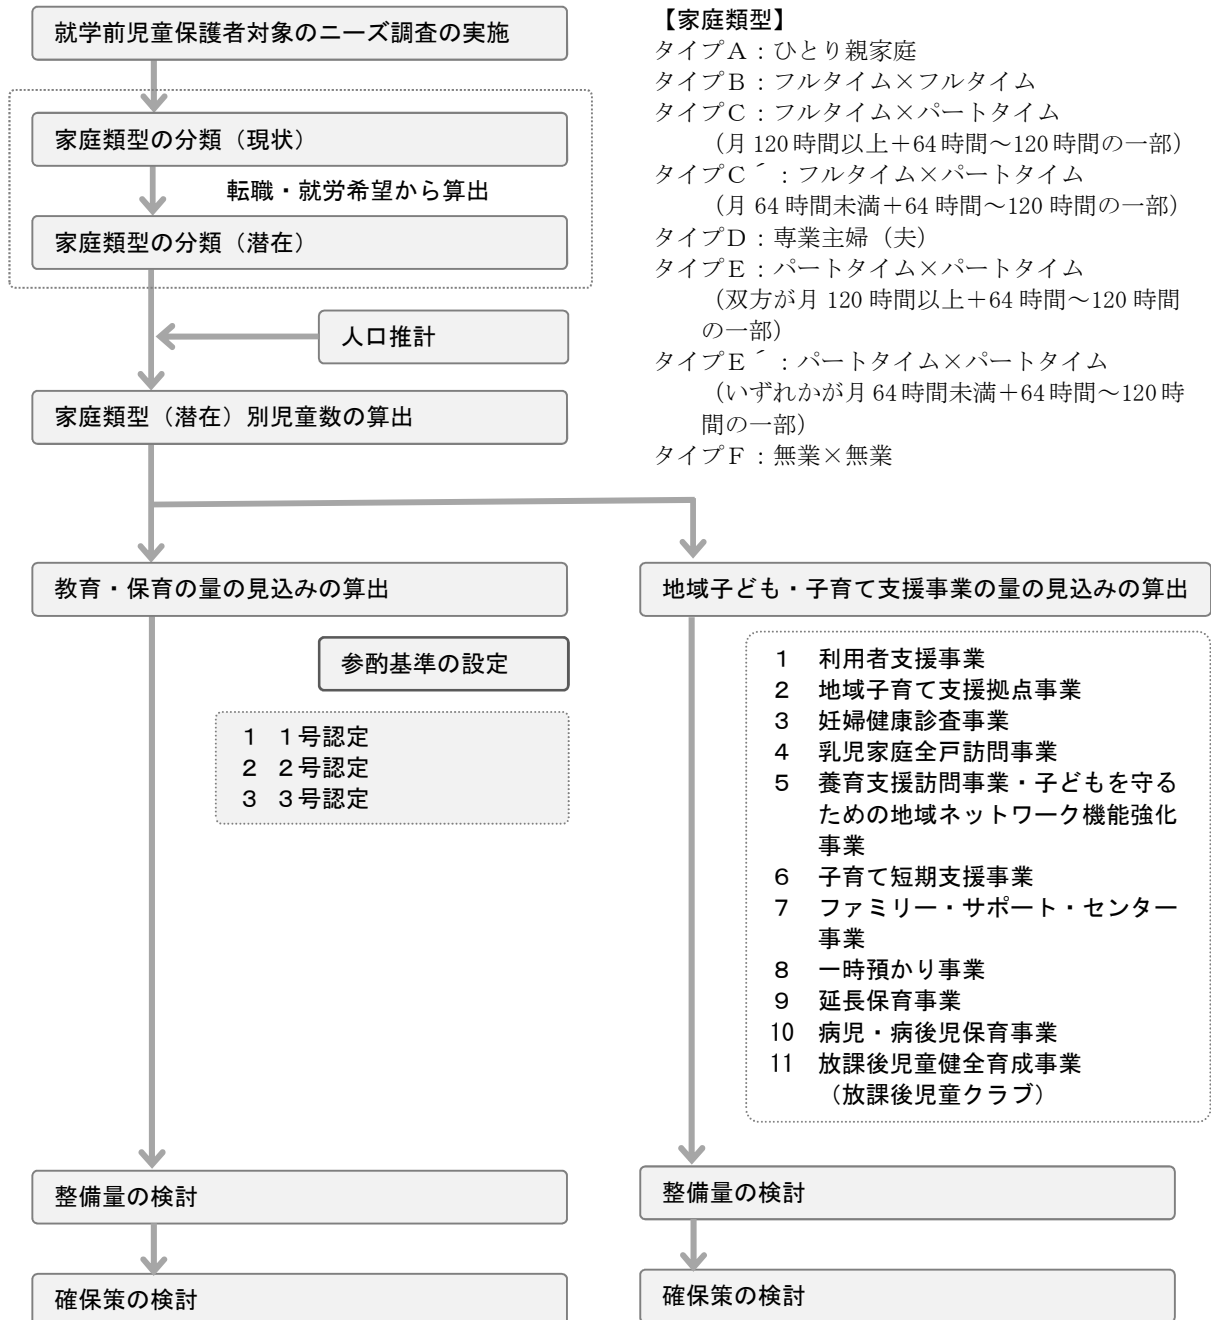 就学前児童保護者対象のニーズ調査の実施
家庭類型の分類（現状）
転職・就労希望から算出
家庭類型の分類（潜在）
人口推計
家庭類型（潜在）別児童数の算出
【家庭類型】
タイプＡ：ひとり親家庭
タイプＢ：フルタイム×フルタイム
タイプＣ：フルタイム×パートタイム
（月120時間以上＋64時間～120時間の一部）
タイプＣ´：フルタイム×パートタイム
（月64時間未満＋64時間～120時間の一部）
タイプＤ：専業主婦（夫）
タイプＥ：パートタイム×パートタイム
（双方が月120時間以上＋64時間～120時間
の一部）
タイプＥ´：パートタイム×パートタイム
（いずれかが月64時間未満＋64時間～120時
間の一部）
タイプＦ：無業×無業
教育・保育の量の見込みの算出
参酌基準の設定
１ １号認定
２ ２号認定
３ ３号認定
整備量の検討
確保策の検討
地域子ども・子育て支援事業の量の見込みの算出
１ 利用者支援事業
２ 地域子育て支援拠点事業
３ 妊婦健康診査事業
４ 乳児家庭全戸訪問事業
５ 養育支援訪問事業・子どもを守る
ための地域ネットワーク機能強化
事業
６ 子育て短期支援事業
７ ファミリー・サポート・センター
事業
８ 一時預かり事業
９ 延長保育事業
10 病児・病後児保育事業
11 放課後児童健全育成事業
（放課後児童クラブ）
整備量の検討
確保策の検討